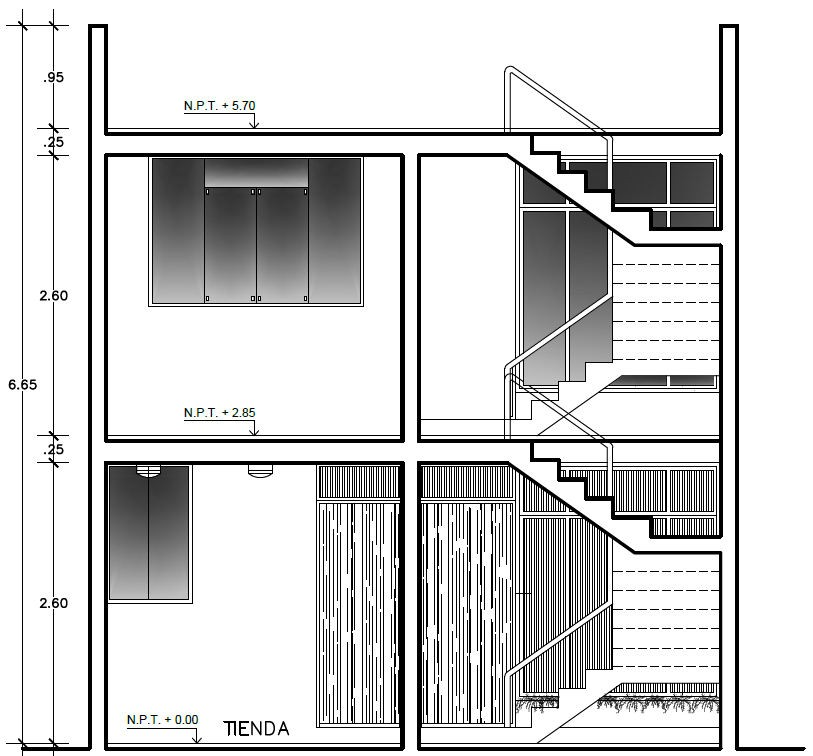 .95
N.P.T. + 5.70
.25
2.60
6.65
N.P.T. + 2.85
.25
2.60
N.P.T. + 0.00
TIENDA